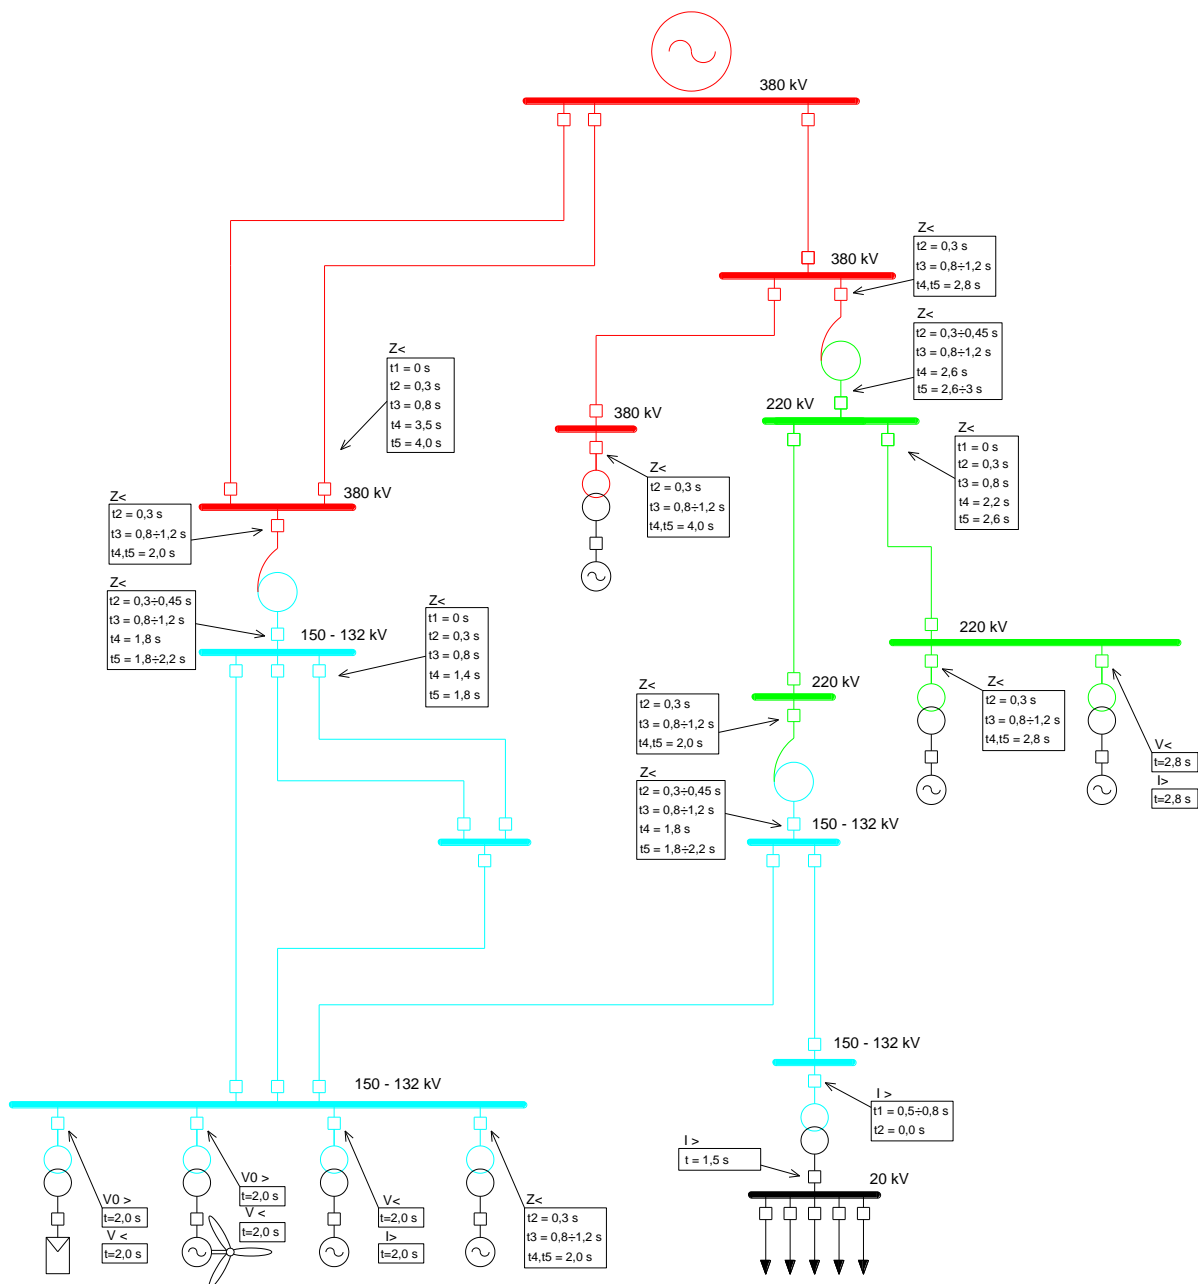 380 kV
Z<
t2 = 0,3 s
t3 = 0,8÷1,2 s
t4,t5 = 2,8 s
380 kV
Z<
t2 = 0,3÷0,45 s
t3 = 0,8÷1,2 s
t4 = 2,6 s
t5 = 2,6÷3 s
Z<
t1 = 0 s
t2 = 0,3 s
t3 = 0,8 s
t4 = 3,5 s
t5 = 4,0 s
220 kV
380 kV
Z<
t1 = 0 s
t2 = 0,3 s
t3 = 0,8 s
t4 = 2,2 s
t5 = 2,6 s
Z<
t2 = 0,3 s
t3 = 0,8÷1,2 s
t4,t5 = 4,0 s
380 kV
Z<
t2 = 0,3 s
t3 = 0,8÷1,2 s
t4,t5 = 2,0 s
Z<
t2 = 0,3÷0,45 s
t3 = 0,8÷1,2 s
t4 = 1,8 s
t5 = 1,8÷2,2 s
150 - 132 kV
Z<
t1 = 0 s
t2 = 0,3 s
t3 = 0,8 s
t4 = 1,4 s
t5 = 1,8 s
220 kV
Z<
t2 = 0,3 s
t3 = 0,8÷1,2 s
t4,t5 = 2,8 s
V<
t=2,8 s
I>
t=2,8 s
220 kV
Z<
t2 = 0,3 s
t3 = 0,8÷1,2 s
t4,t5 = 2,0 s
Z<
t2 = 0,3÷0,45 s
t3 = 0,8÷1,2 s
t4 = 1,8 s
t5 = 1,8÷2,2 s
150 - 132 kV
150 - 132 kV
I >
t1 = 0,5÷0,8 s
t2 = 0,0 s
I >
t = 1,5 s
20 kV
150 - 132 kV
V0 >
t=2,0 s
V <
t=2,0 s
V0 >
t=2,0 s
V <
t=2,0 s
V<
t=2,0 s
I>
t=2,0 s
Z<
t2 = 0,3 s
t3 = 0,8÷1,2 s
t4,t5 = 2,0 s